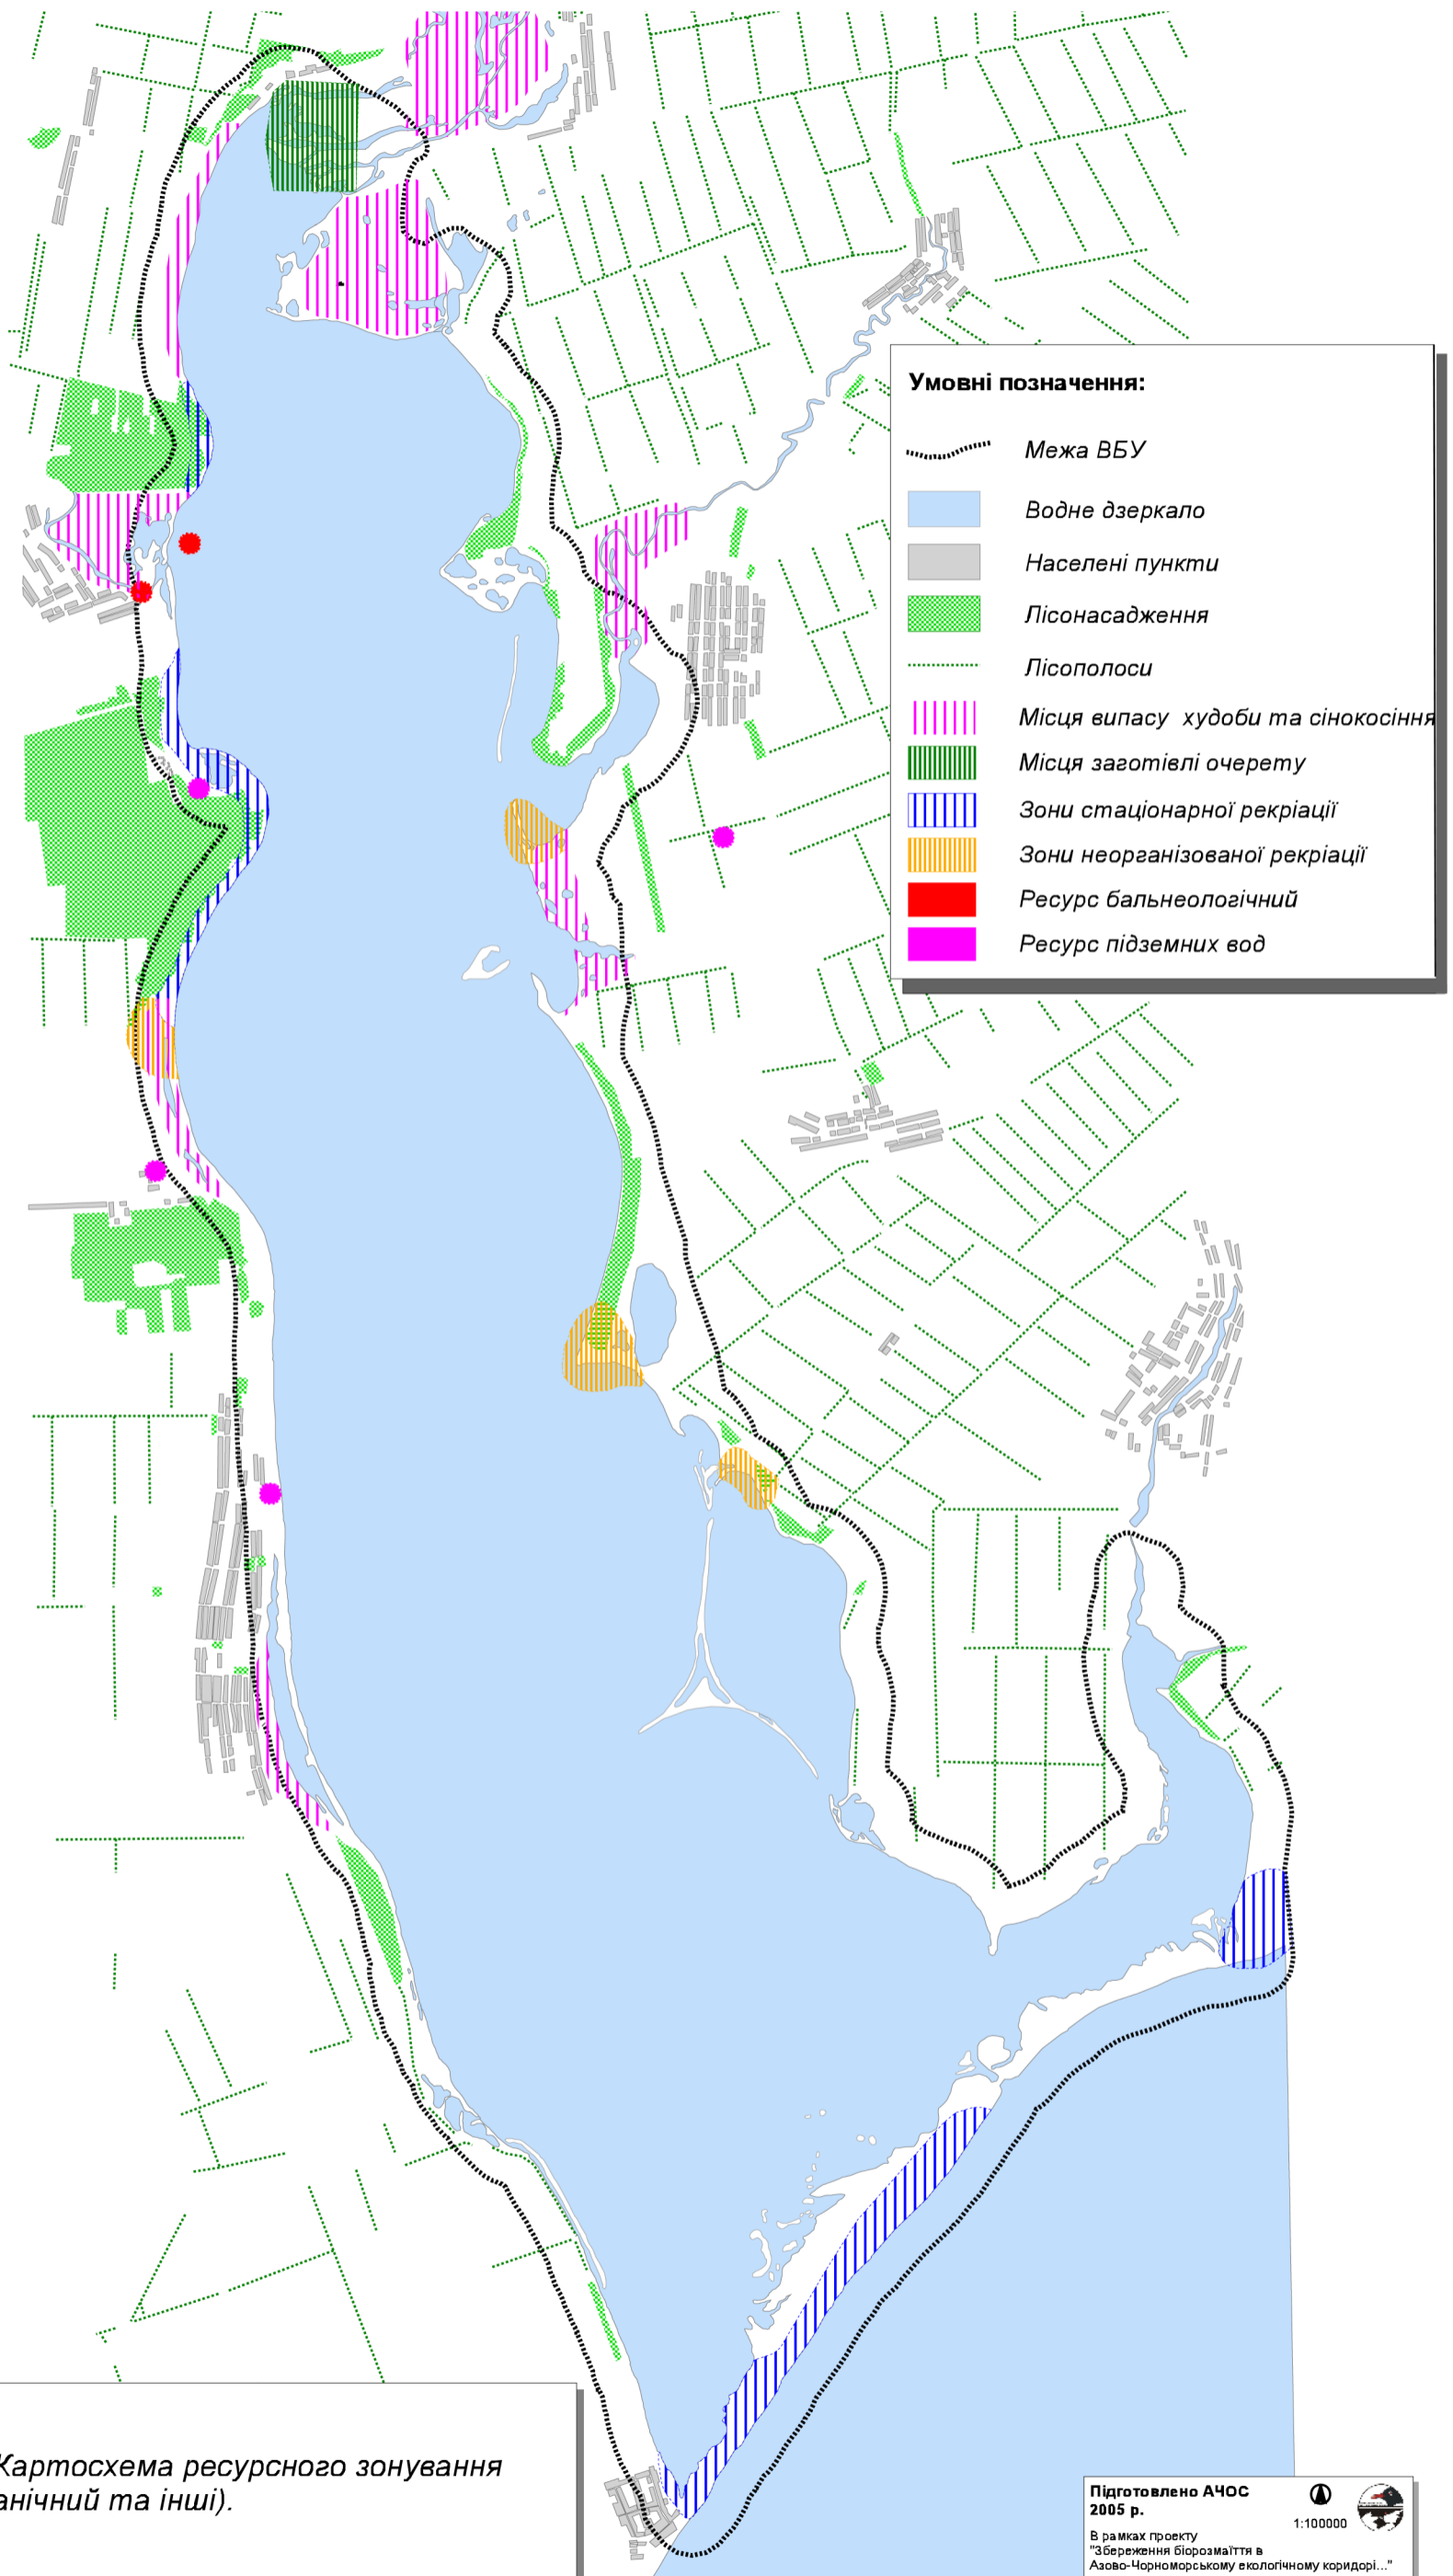 Умовні позначення:
Межа ВБУ
Водне дзеркало
Населені пункти
Лісонасадження
Лісополоси
Місця випасу худоби та сінокосіння
Місця заготівлі очерету
Зони стаціонарної рекріації
Зони неорганізованої рекріації
Ресурс бальнеологічний
Ресурс підземних вод
Картосхема ресурсного зонування
анічний та інші).
Підготовлено АЧОС
2005 р.
1:100000
В рамках проекту
"Збереження біорозмаїття в
Азово-Чорноморському екологічному коридорі..."